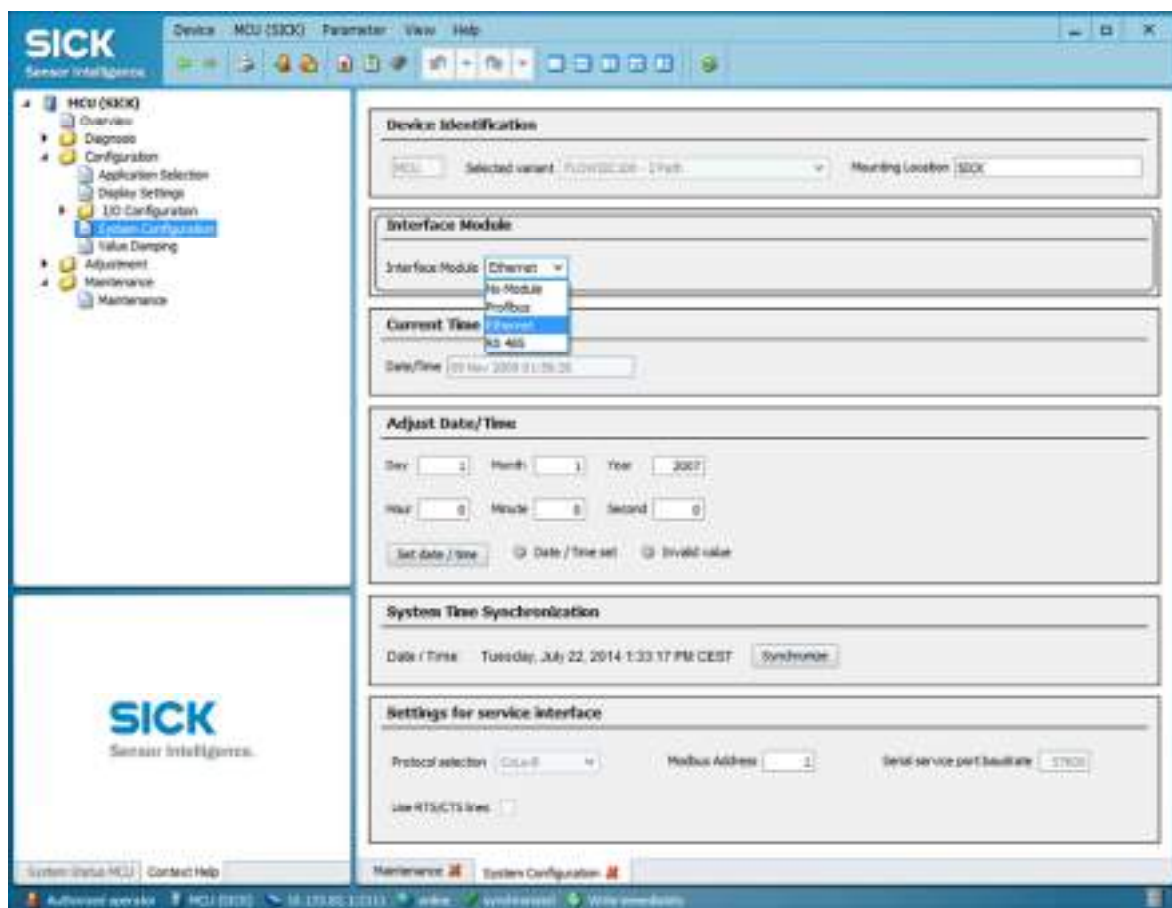 SICK
Sensor Intelligence.
Device MCU (SICK) Parameter View Help
MCU (SICK)
Overview
Diagnosis
Configuration
Application Selection
Display Settings
I/O Configuration
System Configuration
Value Damping
Adjustment
Maintenance
Maintenance
Device Identification
MCU Selected variant Mounting Location SICK
Interface Module
Interface Module Ethernet
No Module
Profibus
Ethernet
RS 485
Current Time
Date/Time
Adjust Date/Time
Day 1 Month 1 Year 2007
Hour 0 Minute 0 Second 0
Set date / time Date / Time set Invalid value
System Time Synchronization
Date / Time Tuesday, July 22, 2014 1:33:17 PM CEST Synchronize
Settings for service interface
Protocol selection CoLa-B Modbus Address 1 Serial service port baudrate 57600
Use RTS/CTS lines
SICK
Sensor Intelligence.
System Status MCU Context Help
Maintenance System Configuration
Authorized operator MCU (SICK) online synchronized Write immediately